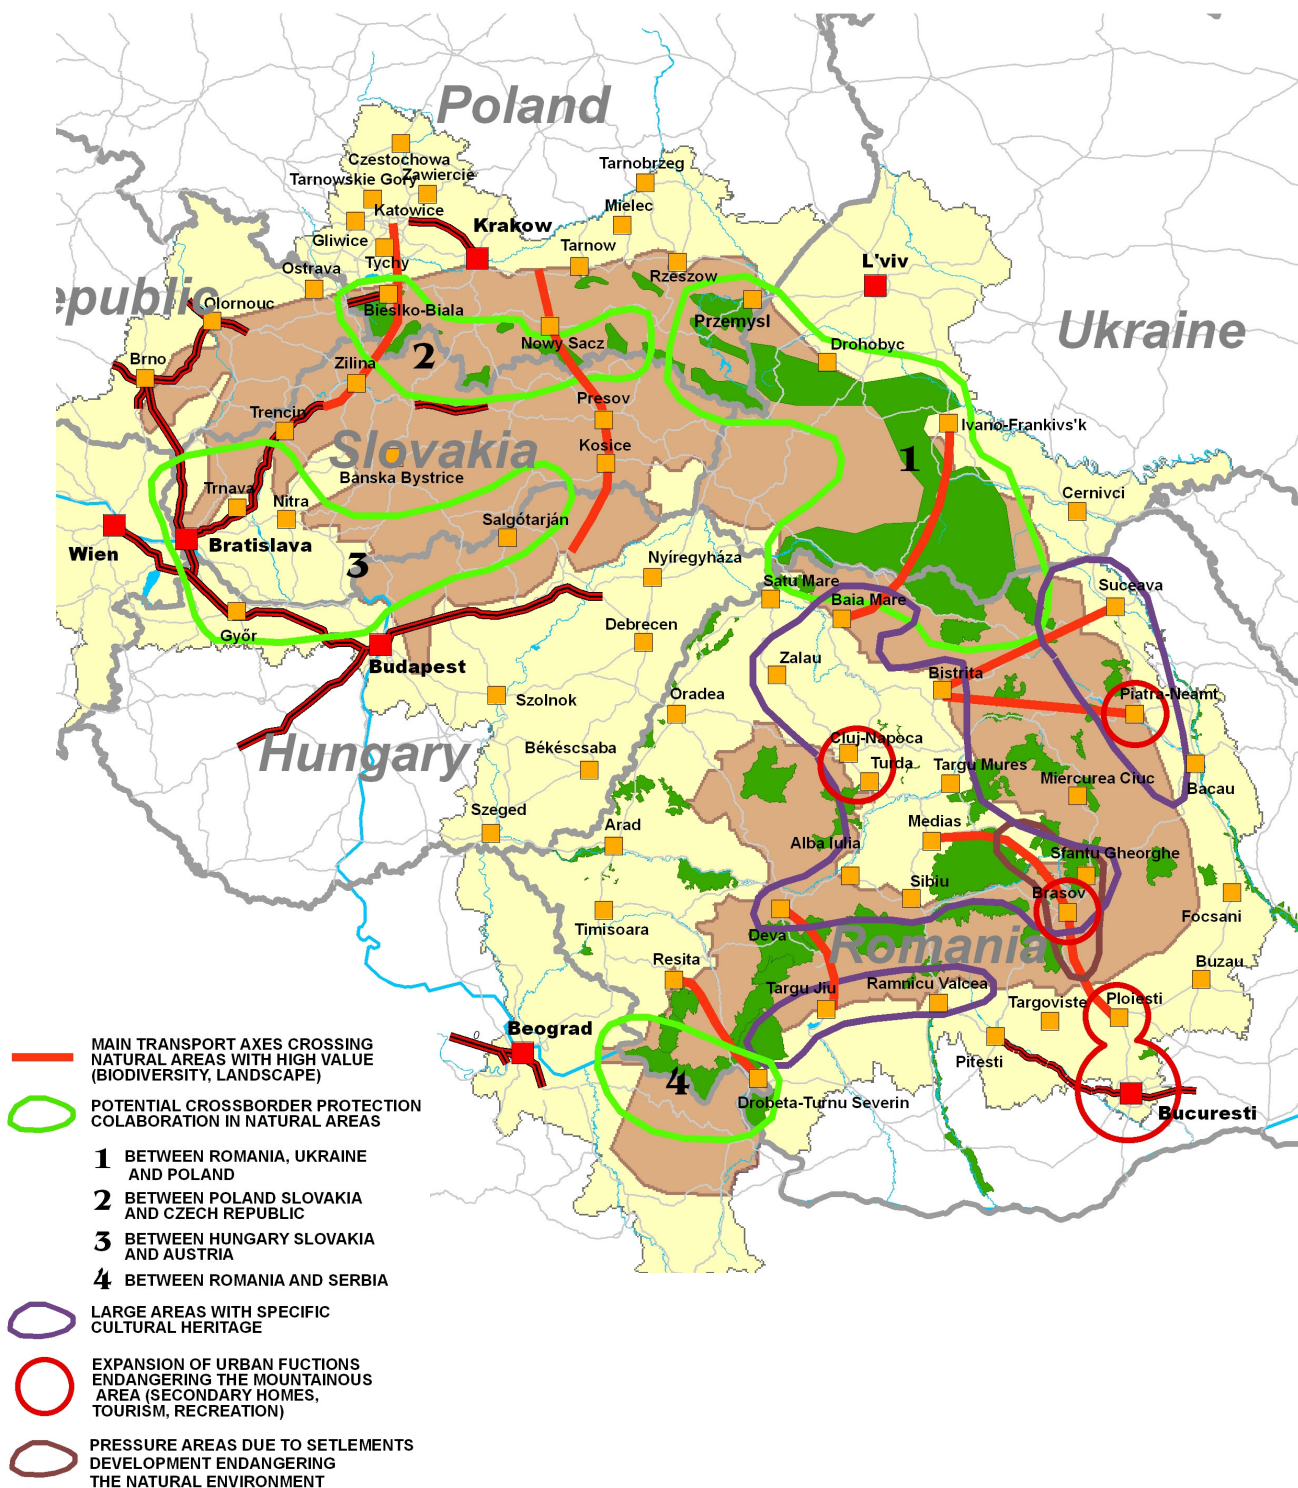 Poland
Czestochowa
Zawiercie
Tarnowskie Gory
Katowice
Gliwice
Tychy
Krakow
Tarnobrzeg
Mielec
Tarnow
Rzeszow
L'viv
Ostrava
epublic
Olornouc
Bieslko-Biala
Przemysl
Ukraine
Brno
Zilina
2
Nowy Sacz
Drohobyc
Trencin
Presov
Ivano-Frankivs'k
Slovakia
Kosice
1
Banska Bystrice
Trnava
Nitra
Cernivci
Salgótarján
Wien
Bratislava
3
Nyíregyháza
Satu Mare
Suceava
Baia Mare
Győr
Debrecen
Budapest
Zalau
Bistrita
Oradea
Piatra-Neamt
Szolnok
Hungary
Békéscsaba
Cluj-Napoca
Turda
Targu Mures
Miercurea Ciuc
Bacau
Szeged
Arad
Medias
Alba Iulia
Sfantu Gheorghe
Sibiu
Brasov
Focsani
Timisoara
Deva
Romania
Resita
Buzau
Targu Jiu
Ramnicu Valcea
Targoviste
Ploiesti
Beograd
Pitesti
4
Drobeta-Turnu Severin
Bucuresti
MAIN TRANSPORT AXES CROSSING
NATURAL AREAS WITH HIGH VALUE
(BIODIVERSITY, LANDSCAPE)
POTENTIAL CROSSBORDER PROTECTION
COLABORATION IN NATURAL AREAS
1 BETWEEN ROMANIA, UKRAINE
AND POLAND
2 BETWEEN POLAND SLOVAKIA
AND CZECH REPUBLIC
3 BETWEEN HUNGARY SLOVAKIA
AND AUSTRIA
4 BETWEEN ROMANIA AND SERBIA
LARGE AREAS WITH SPECIFIC
CULTURAL HERITAGE
EXPANSION OF URBAN FUCTIONS
ENDANGERING THE MOUNTAINOUS
AREA (SECONDARY HOMES,
TOURISM, RECREATION)
PRESSURE AREAS DUE TO SETLEMENTS
DEVELOPMENT ENDANGERING
THE NATURAL ENVIRONMENT